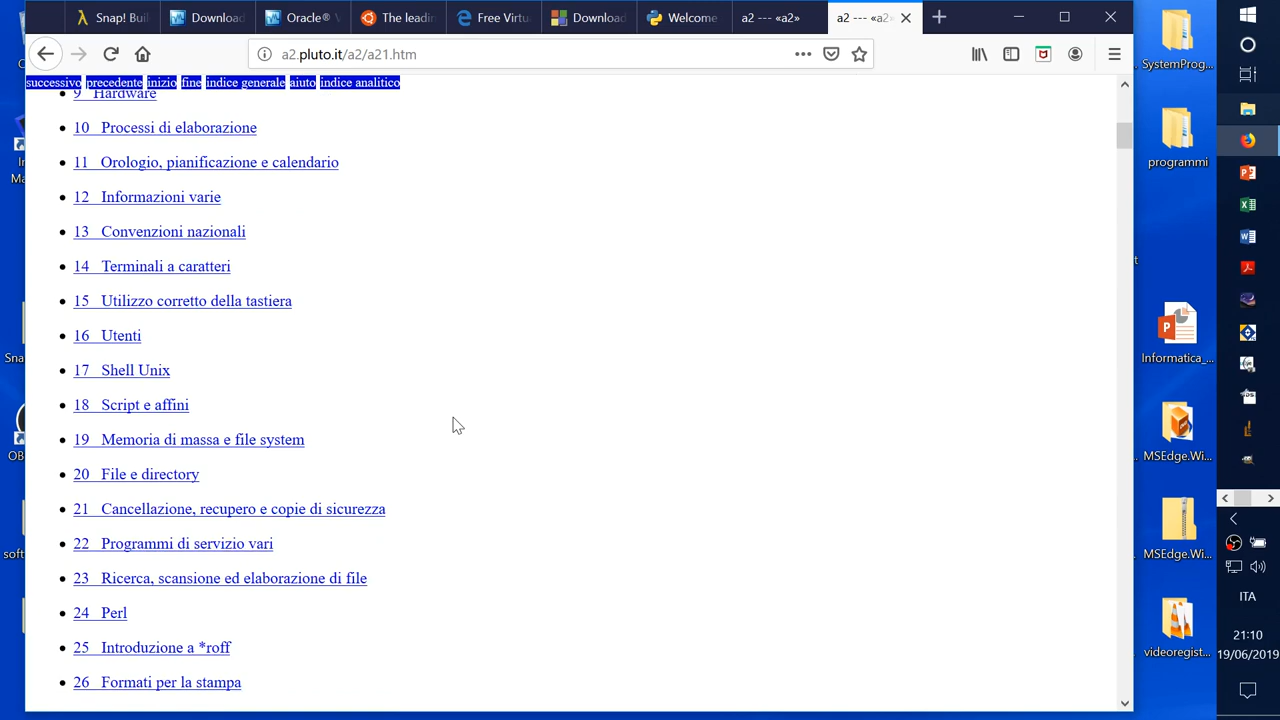 Snap! Buil
Download
Oracle® V
The leadin
Free Virtu
Download
Welcome
a2 --- «a2»
a2 --- «a2»
a2.pluto.it/a2/a21.htm
successivo precedente inizio fine indice generale aiuto indice analitico
9 Hardware
10 Processi di elaborazione
11 Orologio, pianificazione e calendario
12 Informazioni varie
13 Convenzioni nazionali
14 Terminali a caratteri
15 Utilizzo corretto della tastiera
16 Utenti
17 Shell Unix
18 Script e affini
19 Memoria di massa e file system
20 File e directory
21 Cancellazione, recupero e copie di sicurezza
22 Programmi di servizio vari
23 Ricerca, scansione ed elaborazione di file
24 Perl
25 Introduzione a *roff
26 Formati per la stampa
SystemProg...
programmi
Informatica_...
MSEdge.Wi...
MSEdge.Wi...
videoregist...
ITA
21:10
19/06/2019